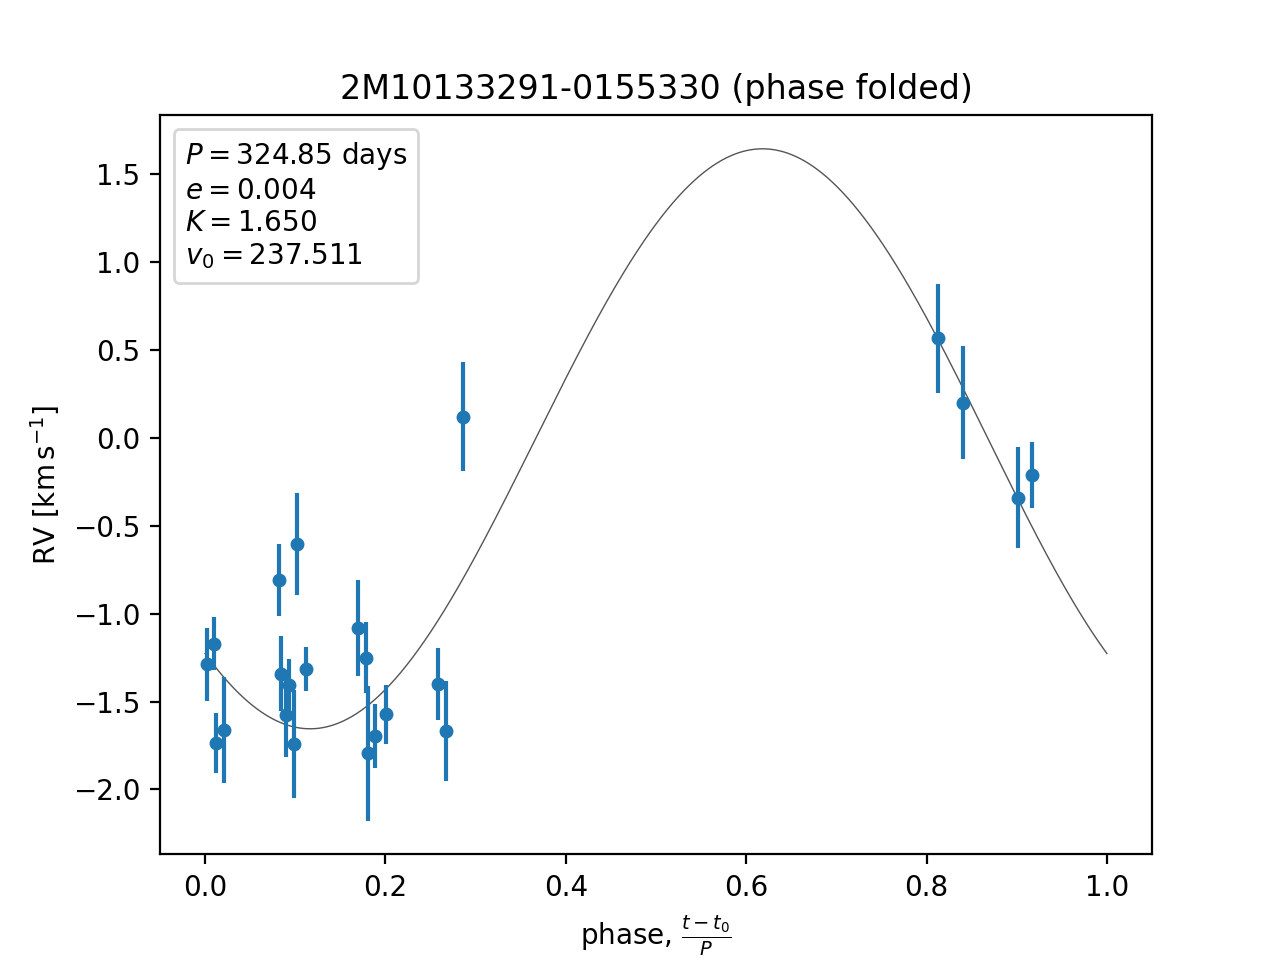 2M10133291-0155330 (phase folded)
P = 324.85 days
e = 0.004
K = 1.650
v₀ = 237.511
1.5
1.0
0.5
0.0
−0.5
−1.0
−1.5
−2.0
RV [km s⁻¹]
0.0 0.2 0.4 0.6 0.8 1.0
phase, (t − t₀)/P